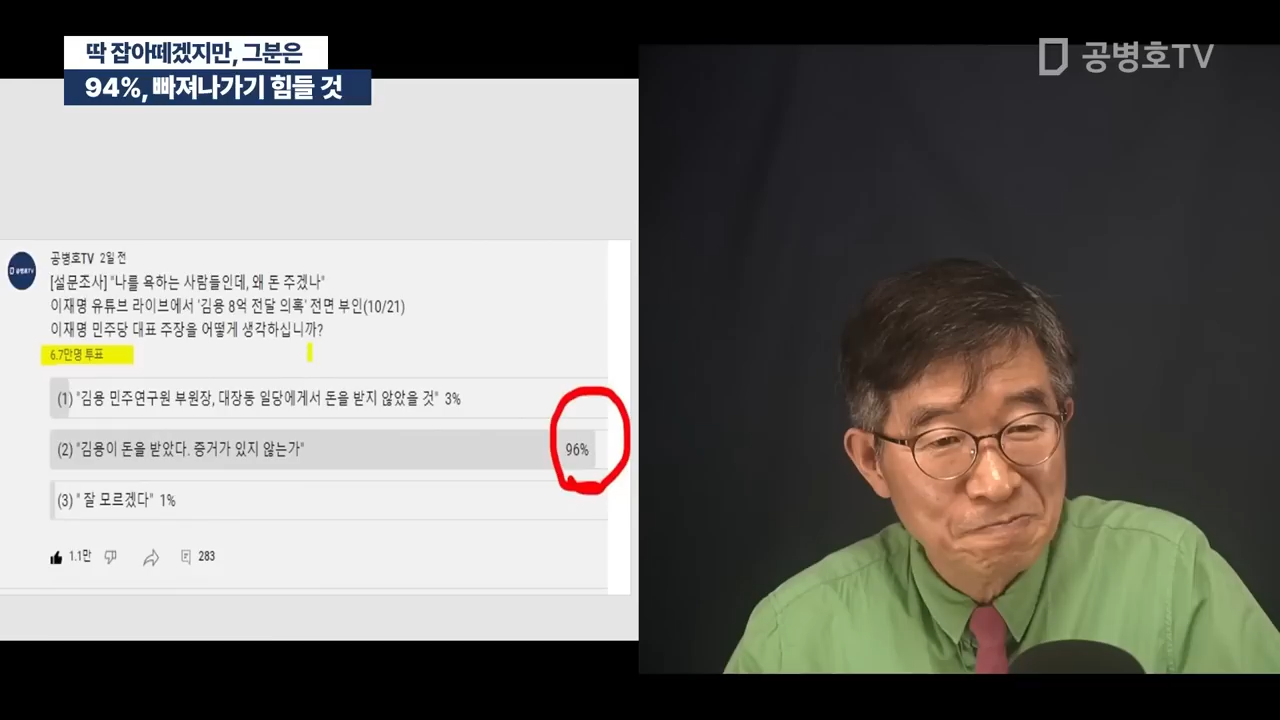 딱 잡아떼겠지만, 그분은
94%, 빠져나가기 힘들 것
공병호TV
공병호TV
공병호TV 2일 전
[설문조사] "나를 욕하는 사람들인데, 왜 돈 주겠나"
이재명 유튜브 라이브에서 '김용 8억 전달 의혹' 전면 부인(10/21)
이재명 민주당 대표 주장을 어떻게 생각하십니까?
6.7만명 투표
(1) "김용 민주연구원 부원장, 대장동 일당에게서 돈을 받지 않았을 것" 3%
(2) "김용이 돈을 받았다. 증거가 있지 않는가" 96%
(3) " 잘 모르겠다" 1%
1.1만 283